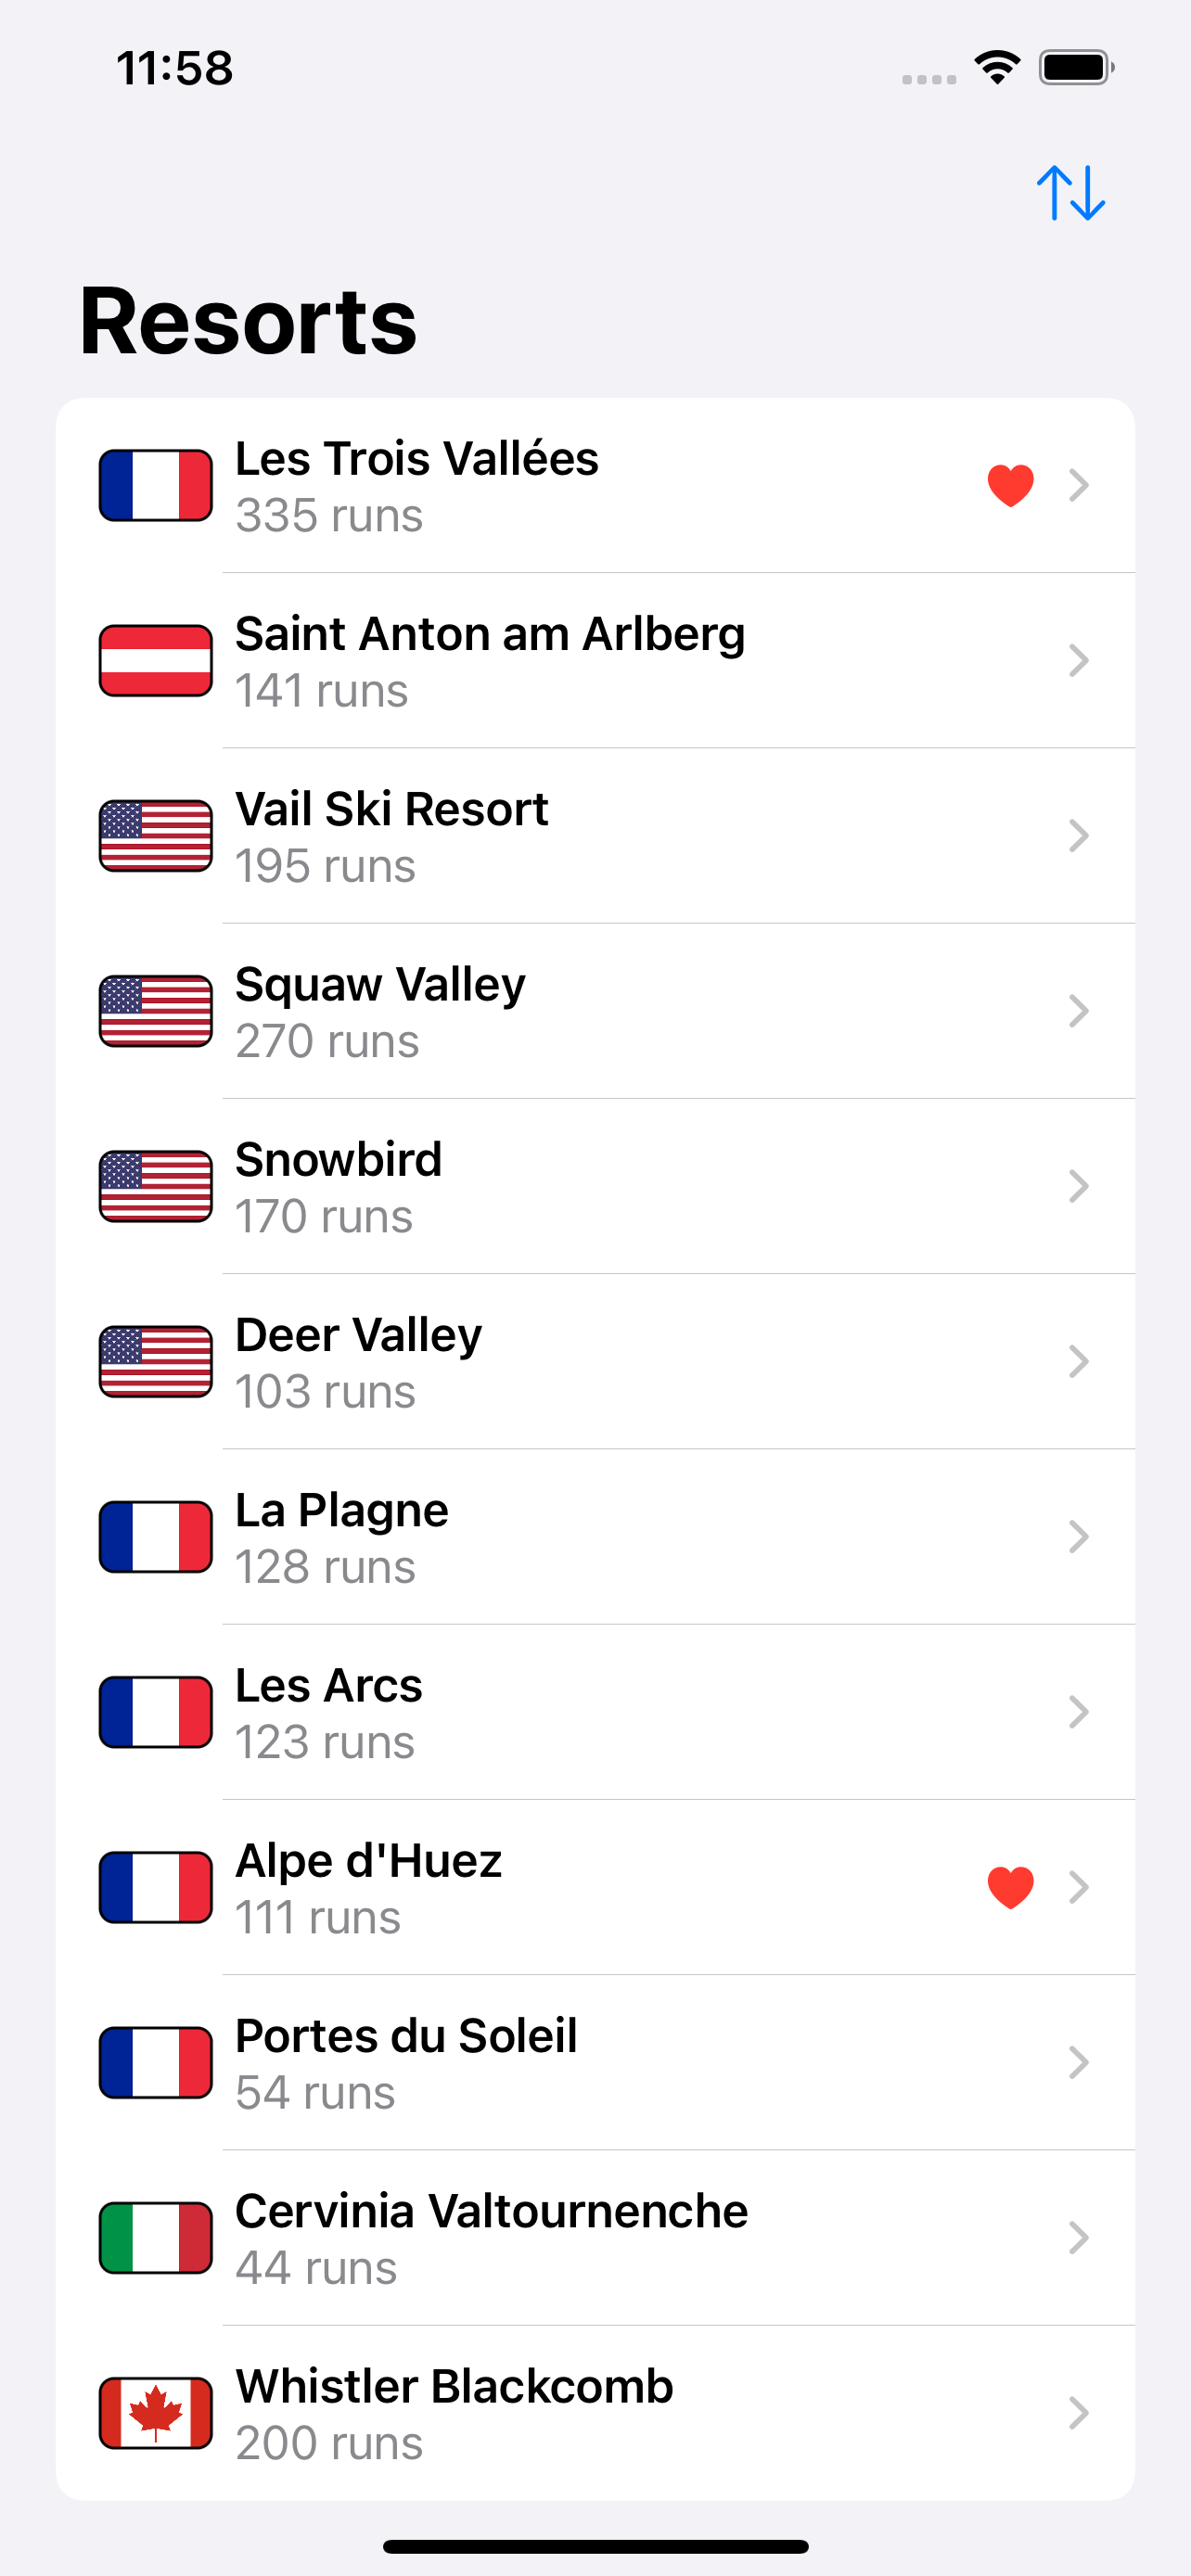 11:58
Resorts
Les Trois Vallées
335 runs
Saint Anton am Arlberg
141 runs
Vail Ski Resort
195 runs
Squaw Valley
270 runs
Snowbird
170 runs
Deer Valley
103 runs
La Plagne
128 runs
Les Arcs
123 runs
Alpe d'Huez
111 runs
Portes du Soleil
54 runs
Cervinia Valtournenche
44 runs
Whistler Blackcomb
200 runs